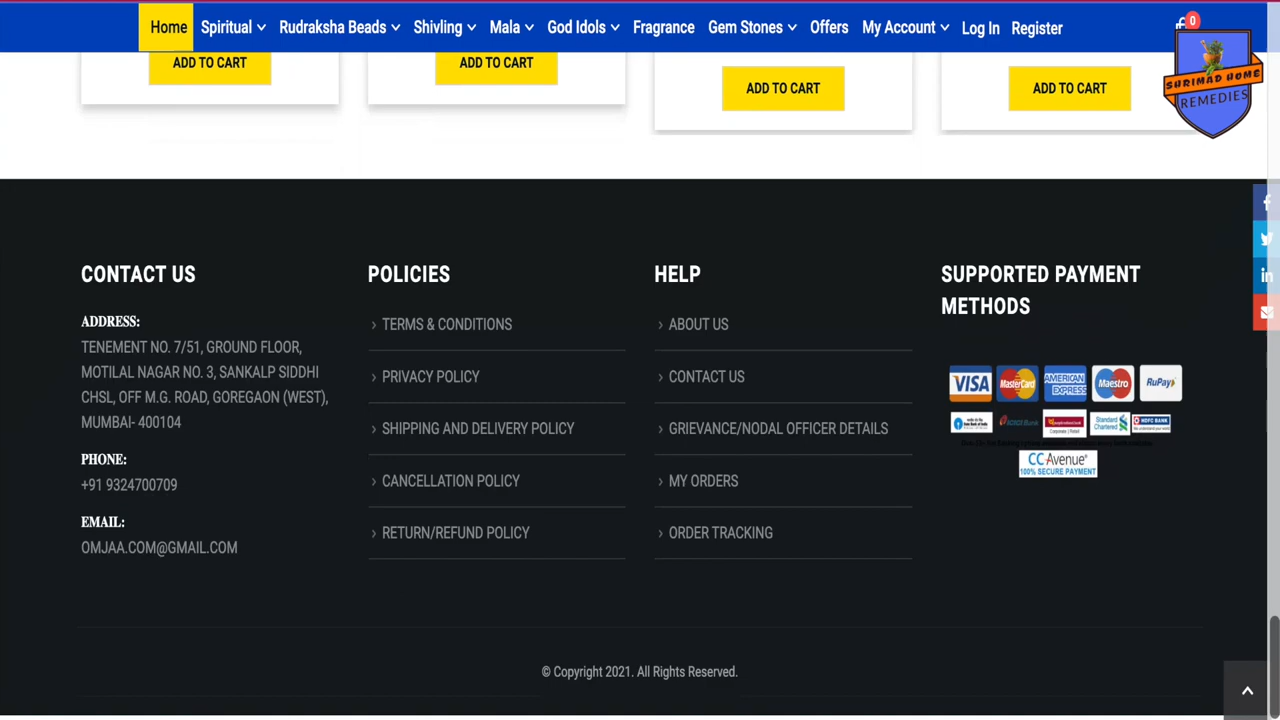 Home Spiritual Rudraksha Beads Shivling Mala God Idols Fragrance Gem Stones Offers My Account Log In Register 0
SHRIMAD HOME
REMEDIES
ADD TO CART ADD TO CART ADD TO CART ADD TO CART
CONTACT US
ADDRESS:
TENEMENT NO. 7/51, GROUND FLOOR,
MOTILAL NAGAR NO. 3, SANKALP SIDDHI
CHSL, OFF M.G. ROAD, GOREGAON (WEST),
MUMBAI- 400104
PHONE:
+91 9324700709
EMAIL:
OMJAA.COM@GMAIL.COM
POLICIES
TERMS & CONDITIONS
PRIVACY POLICY
SHIPPING AND DELIVERY POLICY
CANCELLATION POLICY
RETURN/REFUND POLICY
HELP
ABOUT US
CONTACT US
GRIEVANCE/NODAL OFFICER DETAILS
MY ORDERS
ORDER TRACKING
SUPPORTED PAYMENT
METHODS
VISA MasterCard AMERICAN EXPRESS Maestro RuPay
Standard Chartered HDFC BANK
CCAvenue
100% SECURE PAYMENT
© Copyright 2021. All Rights Reserved.